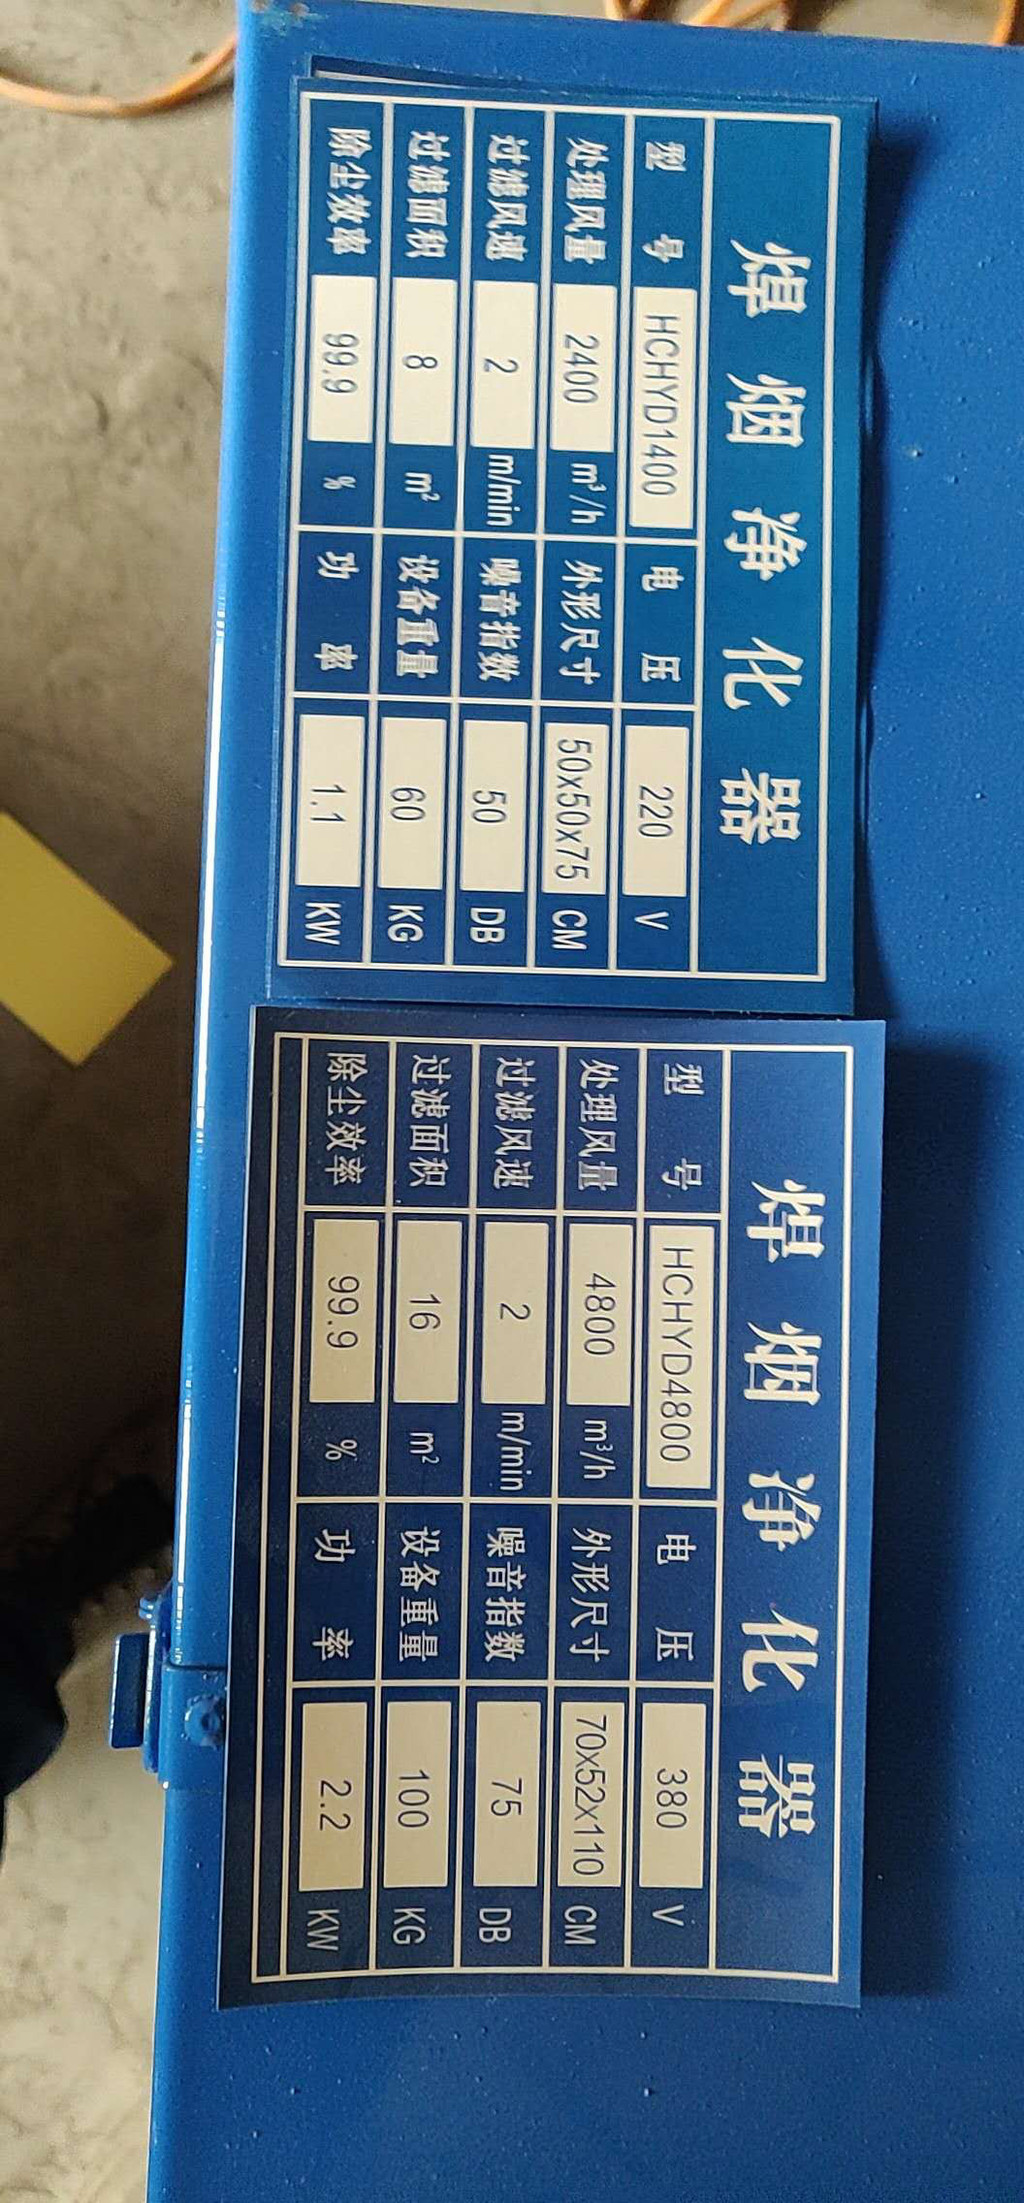 焊烟净化器
型号 HCHYD1400 电压 220 V
处理风量 2400 m³/h 外形尺寸 50x50x75 CM
过滤风速 2 m/min 噪音指数 50 DB
过滤面积 8 m² 设备重量 60 KG
除尘效率 99.9 % 功率 1.1 KW
焊烟净化器
型号 HCHYD4800 电压 380 V
处理风量 4800 m³/h 外形尺寸 70x52x110 CM
过滤风速 2 m/min 噪音指数 75 DB
过滤面积 16 m² 设备重量 100 KG
除尘效率 99.9 % 功率 2.2 KW